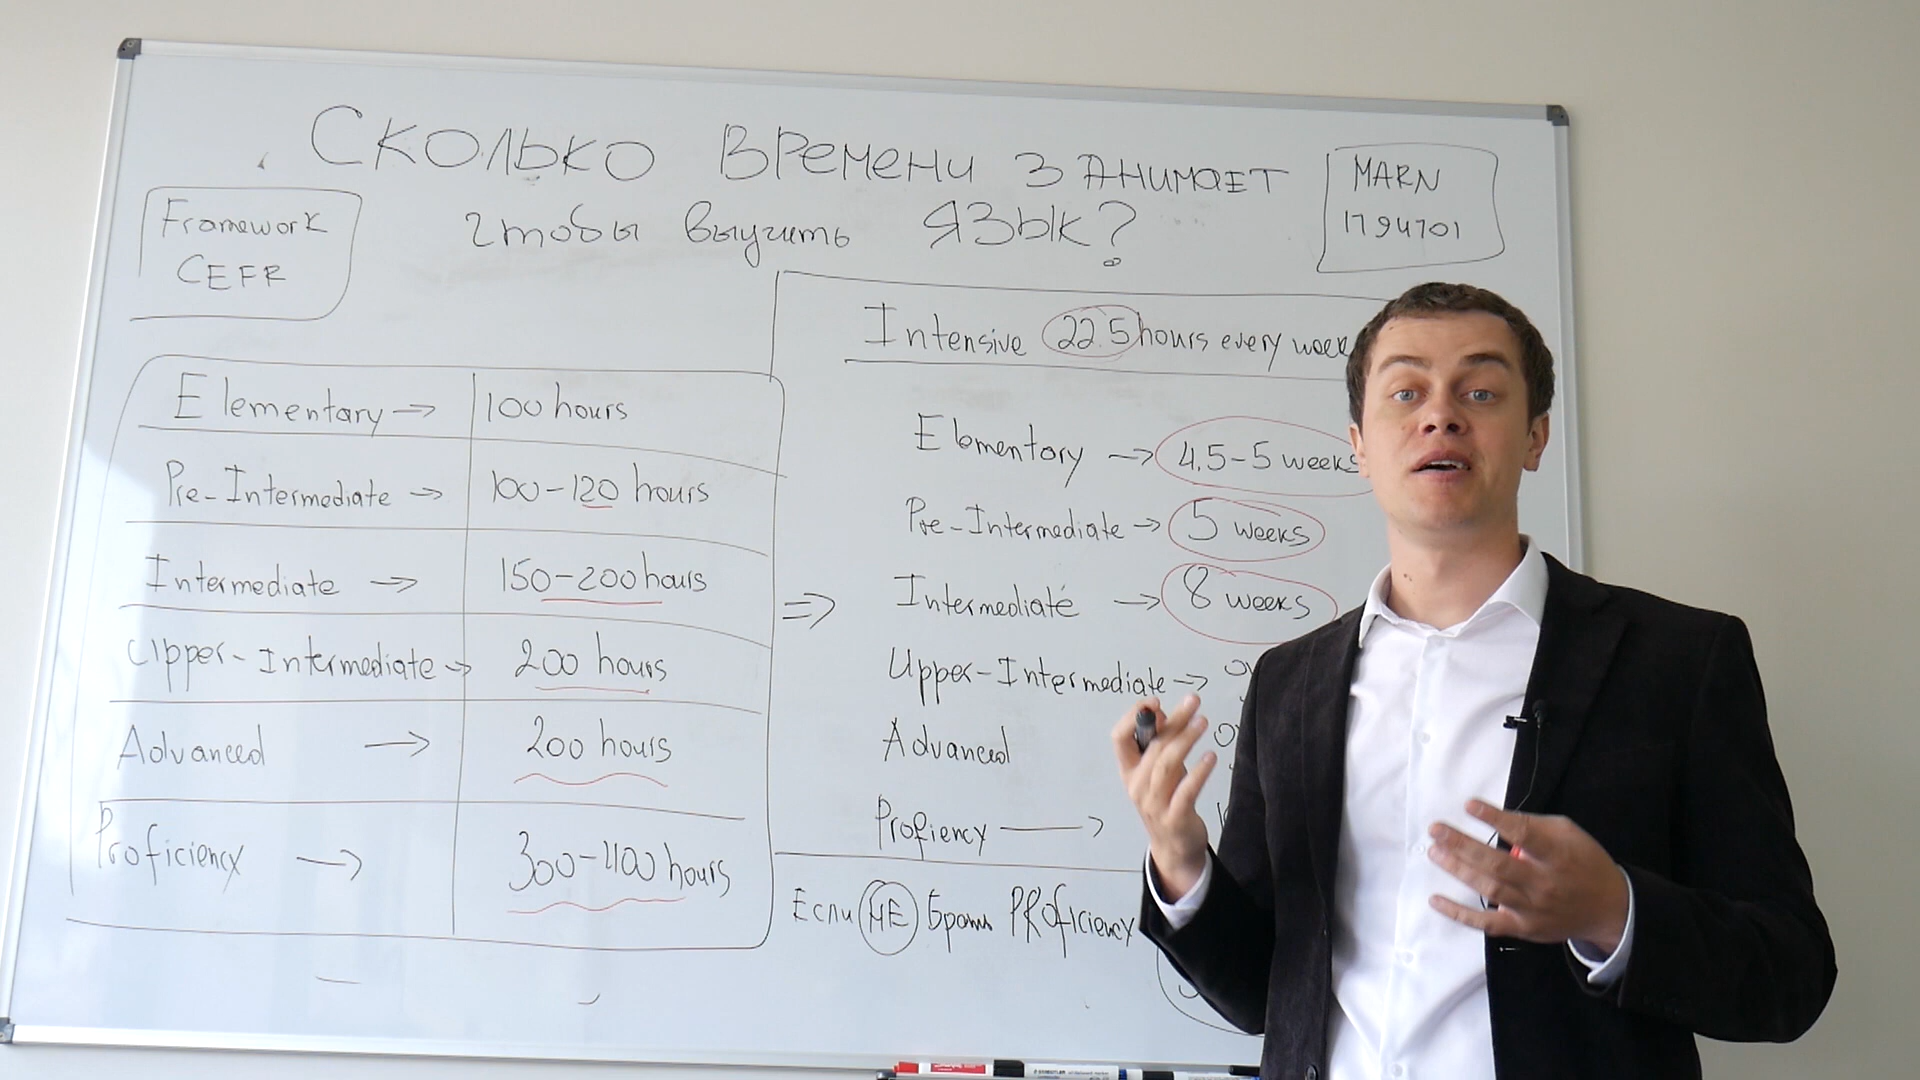 Сколько времени занимает
чтобы выучить язык?
MARN
1794701
Framework
CEFR
Elementary → 100 hours
Pre-Intermediate → 100-120 hours
Intermediate → 150-200 hours
Upper-Intermediate → 200 hours
Advanced → 200 hours
Proficiency → 300-400 hours
⇒
Intensive 22.5 hours every week
Elementary → 4.5-5 weeks
Pre-Intermediate → 5 weeks
Intermediate → 8 weeks
Upper-Intermediate →
Advanced
Profiency →
Если НЕ брать PROficiency